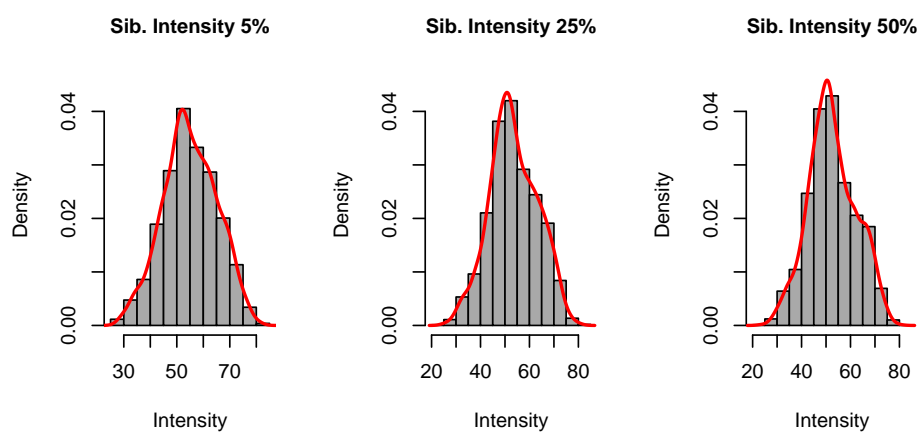 Sib. Intensity 5%
Density
0.00
0.02
0.04
30 50 70
Intensity
Sib. Intensity 25%
Density
0.00
0.02
0.04
20 40 60 80
Intensity
Sib. Intensity 50%
Density
0.00
0.02
0.04
20 40 60 80
Intensity